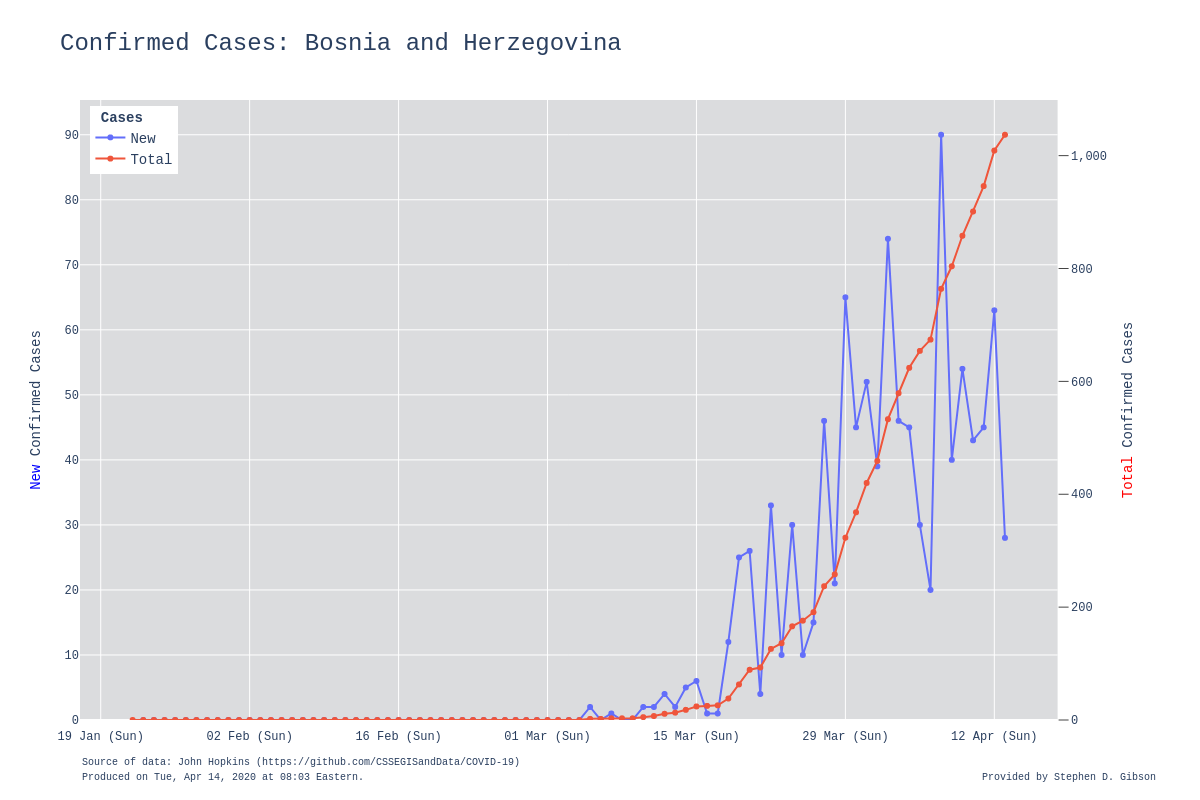 Confirmed Cases: Bosnia and Herzegovina
Cases
New
Total
90
80
70
60
50
40
30
20
10
0
New Confirmed Cases
1,000
800
600
400
200
0
Total Confirmed Cases
19 Jan (Sun) 02 Feb (Sun) 16 Feb (Sun) 01 Mar (Sun) 15 Mar (Sun) 29 Mar (Sun) 12 Apr (Sun)
Source of data: John Hopkins (https://github.com/CSSEGISandData/COVID-19)
Produced on Tue, Apr 14, 2020 at 08:03 Eastern.
Provided by Stephen D. Gibson